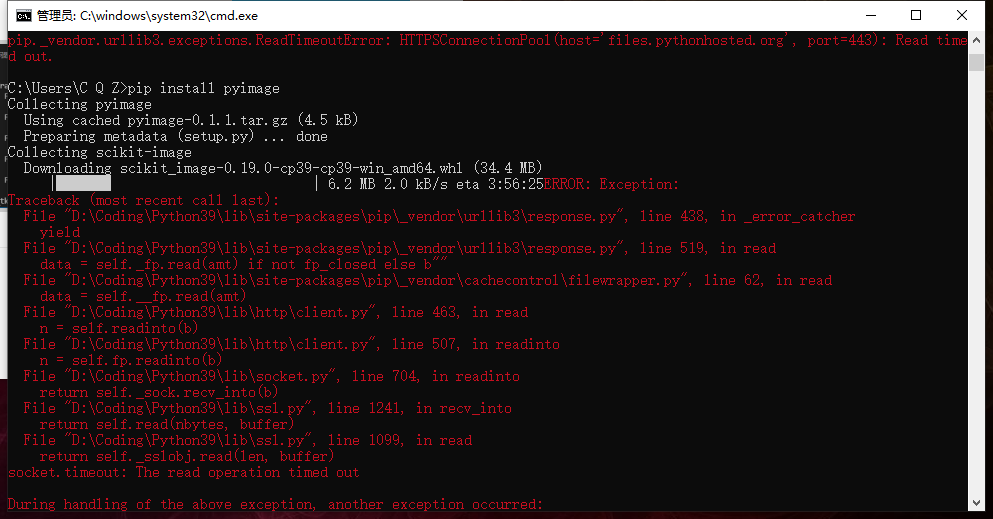 管理员: C:\windows\system32\cmd.exe
pip._vendor.urllib3.exceptions.ReadTimeoutError: HTTPSConnectionPool(host='files.pythonhosted.org', port=443): Read time
d out.
C:\Users\C Q Z>pip install pyimage
Collecting pyimage
  Using cached pyimage-0.1.1.tar.gz (4.5 kB)
  Preparing metadata (setup.py) ... done
Collecting scikit-image
  Downloading scikit_image-0.19.0-cp39-cp39-win_amd64.whl (34.4 MB)
     |                                | 6.2 MB 2.0 kB/s eta 3:56:25ERROR: Exception:
Traceback (most recent call last):
  File "D:\Coding\Python39\lib\site-packages\pip\_vendor\urllib3\response.py", line 438, in _error_catcher
    yield
  File "D:\Coding\Python39\lib\site-packages\pip\_vendor\urllib3\response.py", line 519, in read
    data = self._fp.read(amt) if not fp_closed else b""
  File "D:\Coding\Python39\lib\site-packages\pip\_vendor\cachecontrol\filewrapper.py", line 62, in read
    data = self.__fp.read(amt)
  File "D:\Coding\Python39\lib\http\client.py", line 463, in read
    n = self.readinto(b)
  File "D:\Coding\Python39\lib\http\client.py", line 507, in readinto
    n = self.fp.readinto(b)
  File "D:\Coding\Python39\lib\socket.py", line 704, in readinto
    return self._sock.recv_into(b)
  File "D:\Coding\Python39\lib\ssl.py", line 1241, in recv_into
    return self.read(nbytes, buffer)
  File "D:\Coding\Python39\lib\ssl.py", line 1099, in read
    return self._sslobj.read(len, buffer)
socket.timeout: The read operation timed out
During handling of the above exception, another exception occurred: